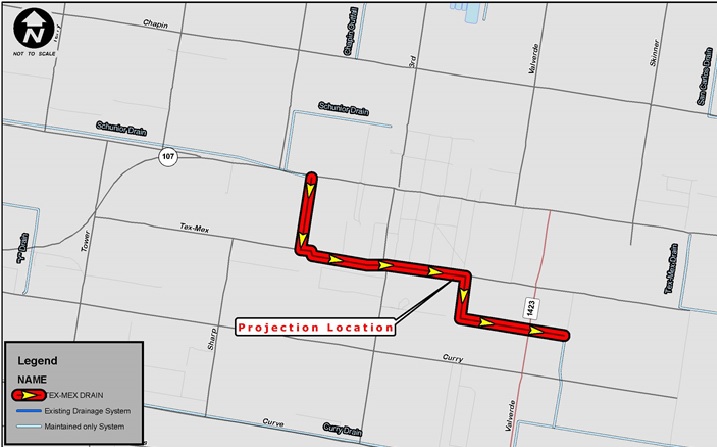 N
NOT TO SCALE
Chapin
Chapin Outfall
3rd
Valverde
Skinner
San Carlos Drain
Schunior Drain
Schunior Drain
107
Tower
Tex-Mex
Drain
Tex-Mex Drain
1423
Projection Location
Sharp
Curry
Curve
Curry Drain
Valverde
Legend
NAME
TEX-MEX DRAIN
Existing Drainage System
Maintained only System